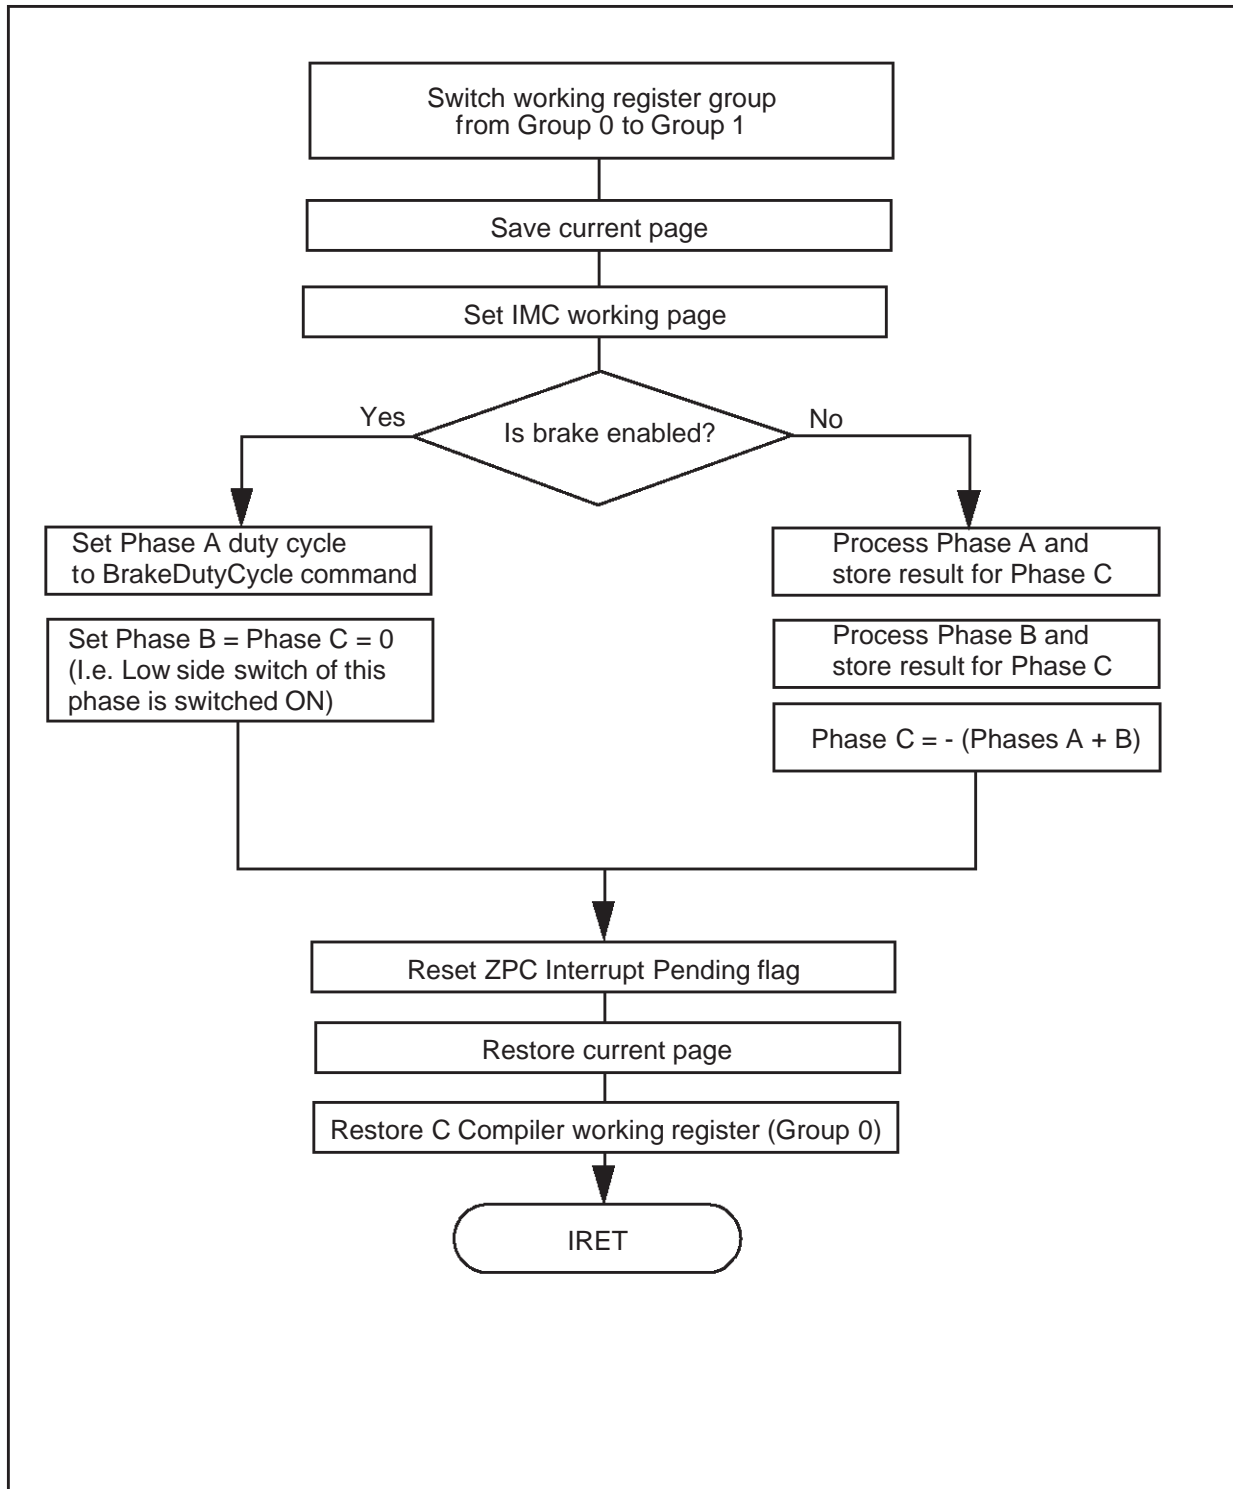 Switch working register group
from Group 0 to Group 1
Save current page
Set IMC working page
Is brake enabled?
Yes
No
Set Phase A duty cycle
to BrakeDutyCycle command
Set Phase B = Phase C = 0
(I.e. Low side switch of this
phase is switched ON)
Process Phase A and
store result for Phase C
Process Phase B and
store result for Phase C
Phase C = - (Phases A + B)
Reset ZPC Interrupt Pending flag
Restore current page
Restore C Compiler working register (Group 0)
IRET